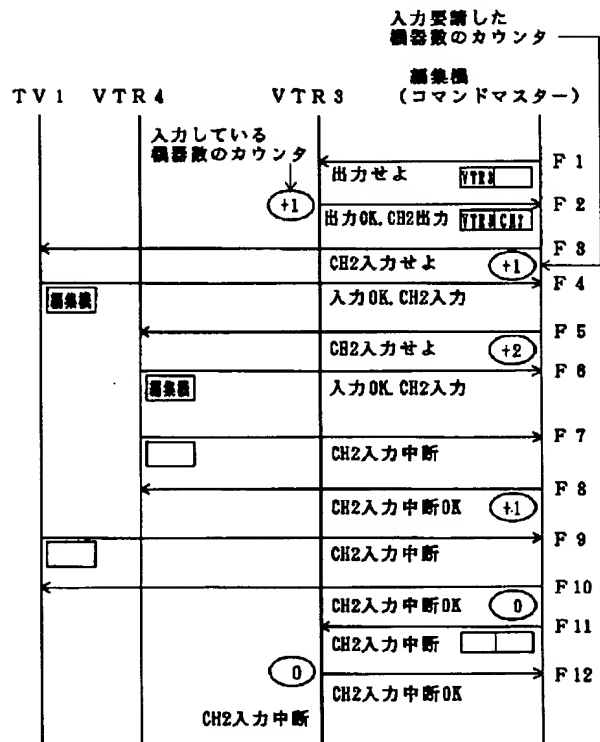 入力要請した
機器数のカウンタ
編集機
TV1 VTR4 VTR3 (コマンドマスター)
入力している
機器数のカウンタ
F1
出力せよ VTR3
+1 F2
出力OK,CH2出力 VTR3 CH2
F3
CH2入力せよ +1
F4
編集機 入力OK,CH2入力
F5
CH2入力せよ +2
F6
編集機 入力OK,CH2入力
F7
CH2入力中断
F8
CH2入力中断OK +1
F9
CH2入力中断
F10
CH2入力中断OK 0
F11
CH2入力中断
0 F12
CH2入力中断OK
CH2入力中断